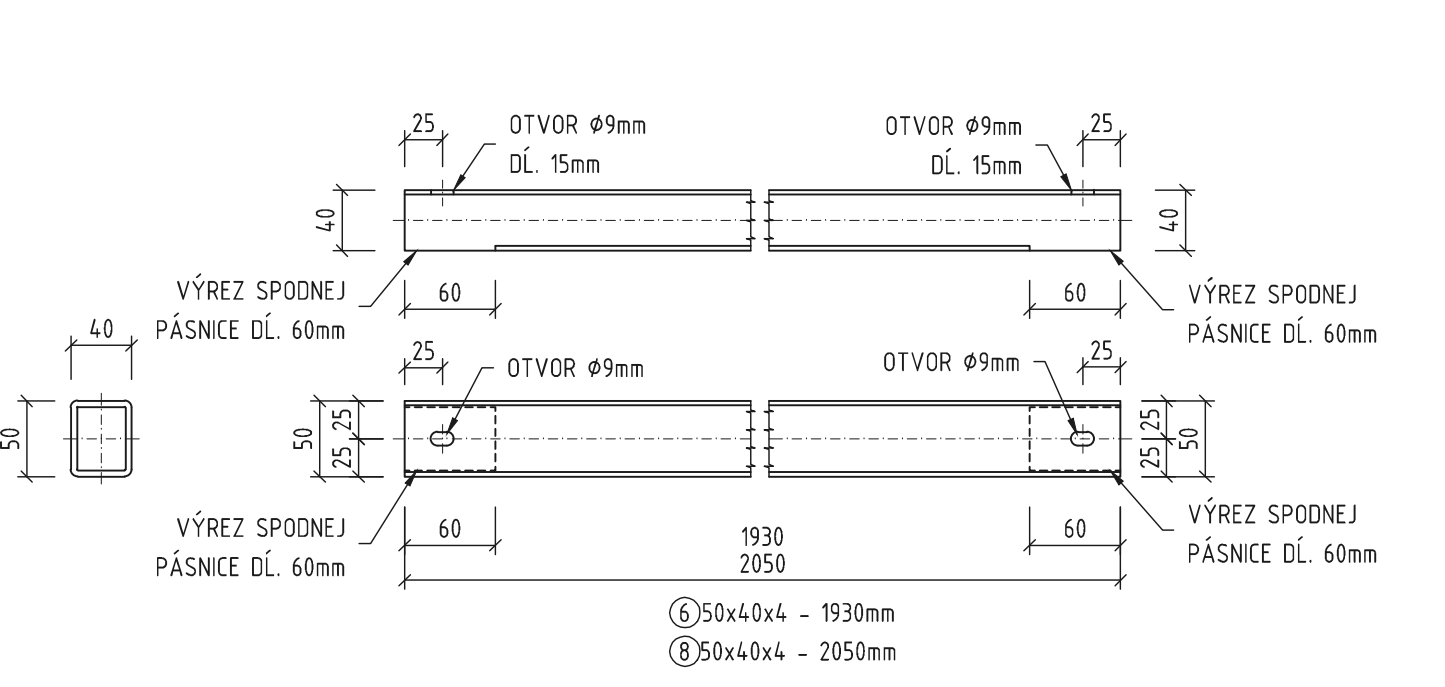 25
OTVOR Ø9mm
DĹ. 15mm
OTVOR Ø9mm
DĹ. 15mm
25
40
40
VÝREZ SPODNEJ
PÁSNICE DĹ. 60mm
60
60
VÝREZ SPODNEJ
PÁSNICE DĹ. 60mm
40
50
25
OTVOR Ø9mm
OTVOR Ø9mm
25
50
25
25
25
25
50
VÝREZ SPODNEJ
PÁSNICE DĹ. 60mm
60
1930
2050
60
VÝREZ SPODNEJ
PÁSNICE DĹ. 60mm
6 50x40x4 - 1930mm
8 50x40x4 - 2050mm